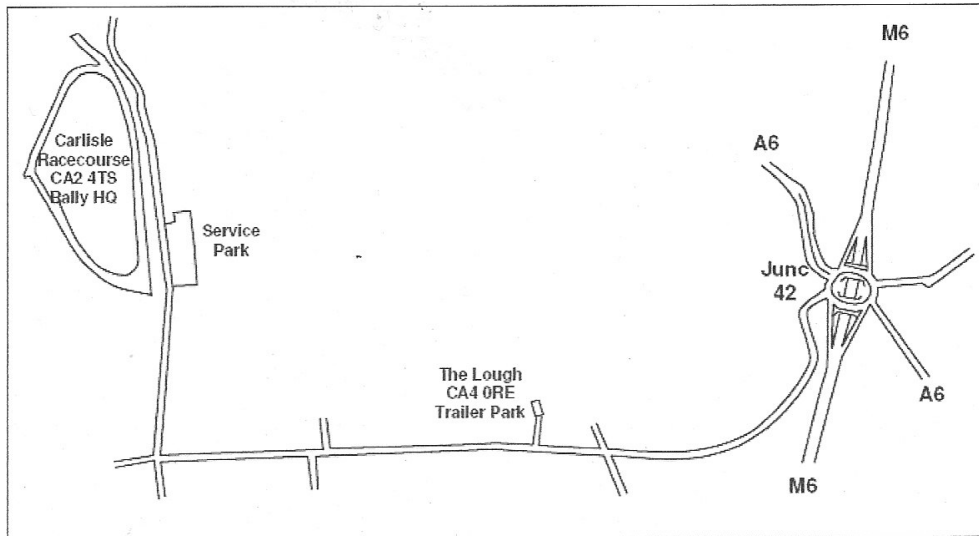 M6
A6
Carlisle
Racecourse
CA2 4TS
Rally HQ
Service
Park
Junc
42
The Lough
CA4 0RE
Trailer Park
A6
M6